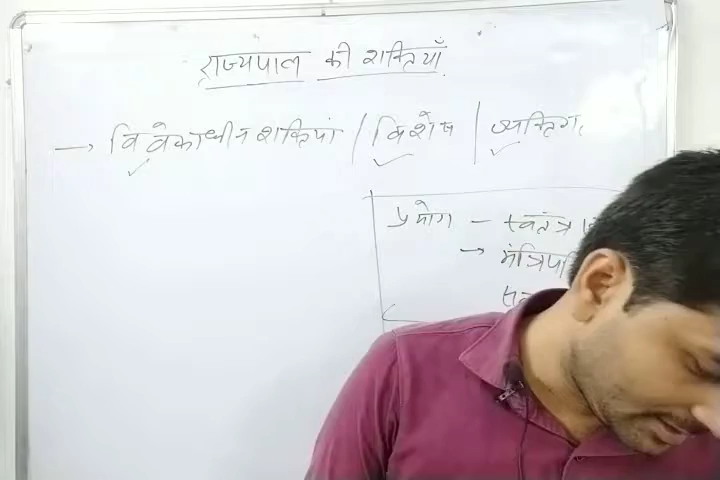 राज्यपाल की शक्तियाँ
→ विवेकाधीन शक्तियां / विशेष | व्यक्तिग
प्रयोग - स्वतंत्र
→ मंत्रिपरि